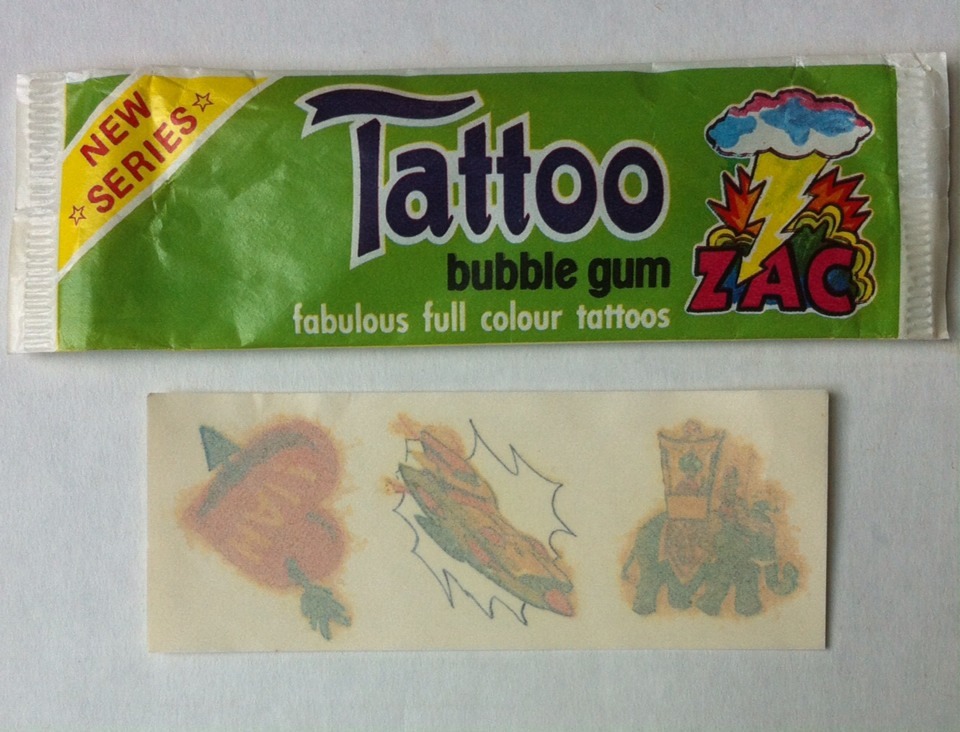 NEW
SERIES
Tattoo
bubble gum
fabulous full colour tattoos
ZAC